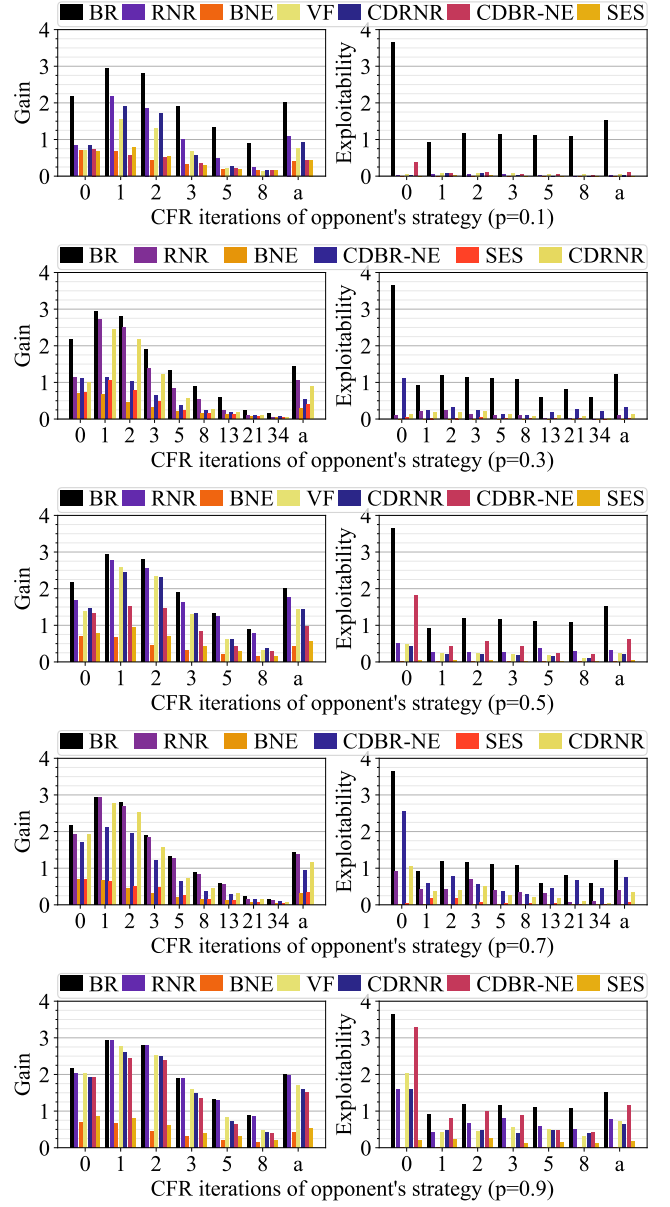 BR RNR BNE VF CDRNR CDBR-NE SES
Gain
4
3
2
1
0
0 1 2 3 5 8 a
Exploitability
4
3
2
1
0
0 1 2 3 5 8 a
CFR iterations of opponent's strategy (p=0.1)
BR RNR BNE CDBR-NE SES CDRNR
Gain
4
3
2
1
0
0 1 2 3 5 8 13 21 34 a
Exploitability
4
3
2
1
0
0 1 2 3 5 8 13 21 34 a
CFR iterations of opponent's strategy (p=0.3)
BR RNR BNE VF CDRNR CDBR-NE SES
Gain
4
3
2
1
0
0 1 2 3 5 8 a
Exploitability
4
3
2
1
0
0 1 2 3 5 8 a
CFR iterations of opponent's strategy (p=0.5)
BR RNR BNE CDBR-NE SES CDRNR
Gain
4
3
2
1
0
0 1 2 3 5 8 13 21 34 a
Exploitability
4
3
2
1
0
0 1 2 3 5 8 13 21 34 a
CFR iterations of opponent's strategy (p=0.7)
BR RNR BNE VF CDRNR CDBR-NE SES
Gain
4
3
2
1
0
0 1 2 3 5 8 a
Exploitability
4
3
2
1
0
0 1 2 3 5 8 a
CFR iterations of opponent's strategy (p=0.9)